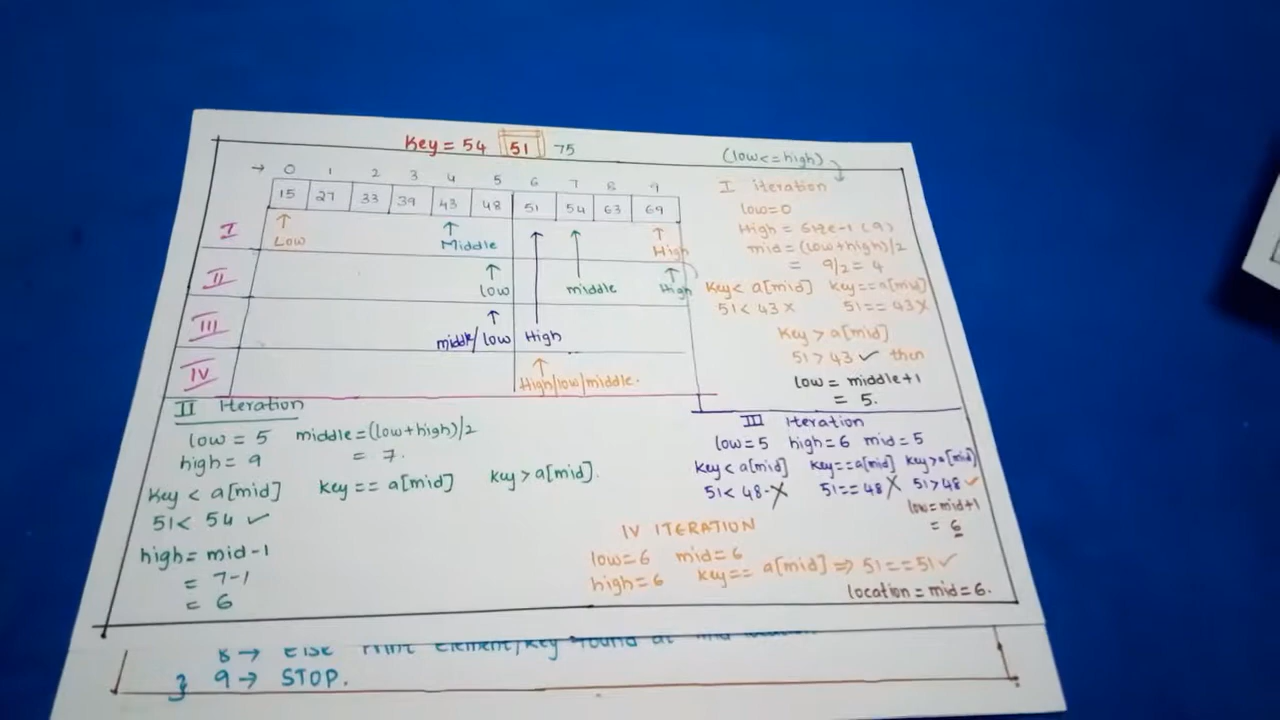 Key = 54 51 75
(low<=high)
→ 0 1 2 3 4 5 6 7 8 9
15 27 33 39 43 48 51 54 63 69
I Low Middle High
II low middle High
III middle/low High
IV High/low/middle.
I iteration
low=0
High = size-1 (9)
mid = (low+high)/2
= 9/2 = 4
Key< a[mid] Key==a[mid]
51 < 43 X 51 == 43 X
Key > a[mid]
51 > 43 ✓ then
low = middle+1
= 5.
II Iteration
low = 5 middle = (low+high)/2
high = 9 = 7.
Key < a[mid] Key == a[mid] Key > a[mid].
51 < 54 ✓
high = mid-1
= 7-1
= 6
III Iteration
low=5 high=6 mid=5
Key < a[mid] Key==a[mid] Key>a[mid]
51< 48-X 51==48 X 51>48 ✓
low=mid+1
= 6
IV ITERATION
low=6 mid=6
high=6 Key== a[mid] ⇒ 51==51 ✓
location = mid=6.
8 → Else Print Element/Key found at
} 9 → STOP.